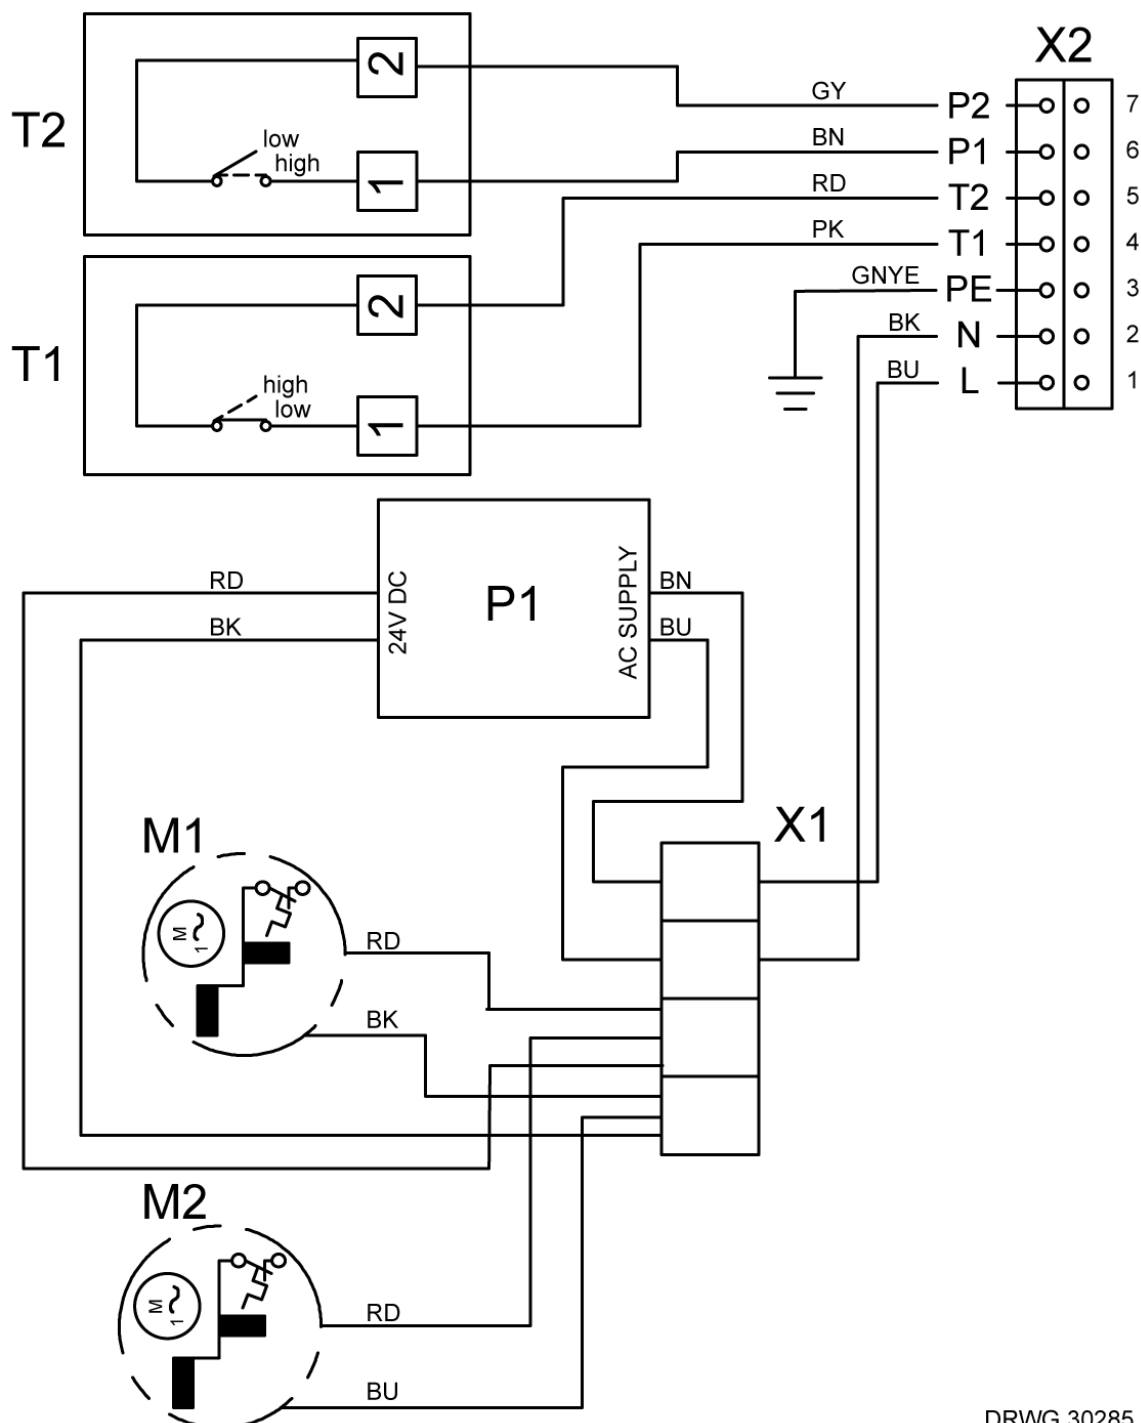 X2
T2
2
low
high
1
GY
P2
7
BN
P1
6
RD
T2
5
PK
T1
4
GNYE
PE
3
BK
N
2
BU
L
1
T1
2
high
low
1
RD
BK
24V DC
P1
AC SUPPLY
BN
BU
X1
M1
M
1
RD
BK
M2
M
1
RD
BU
DRWG 30285